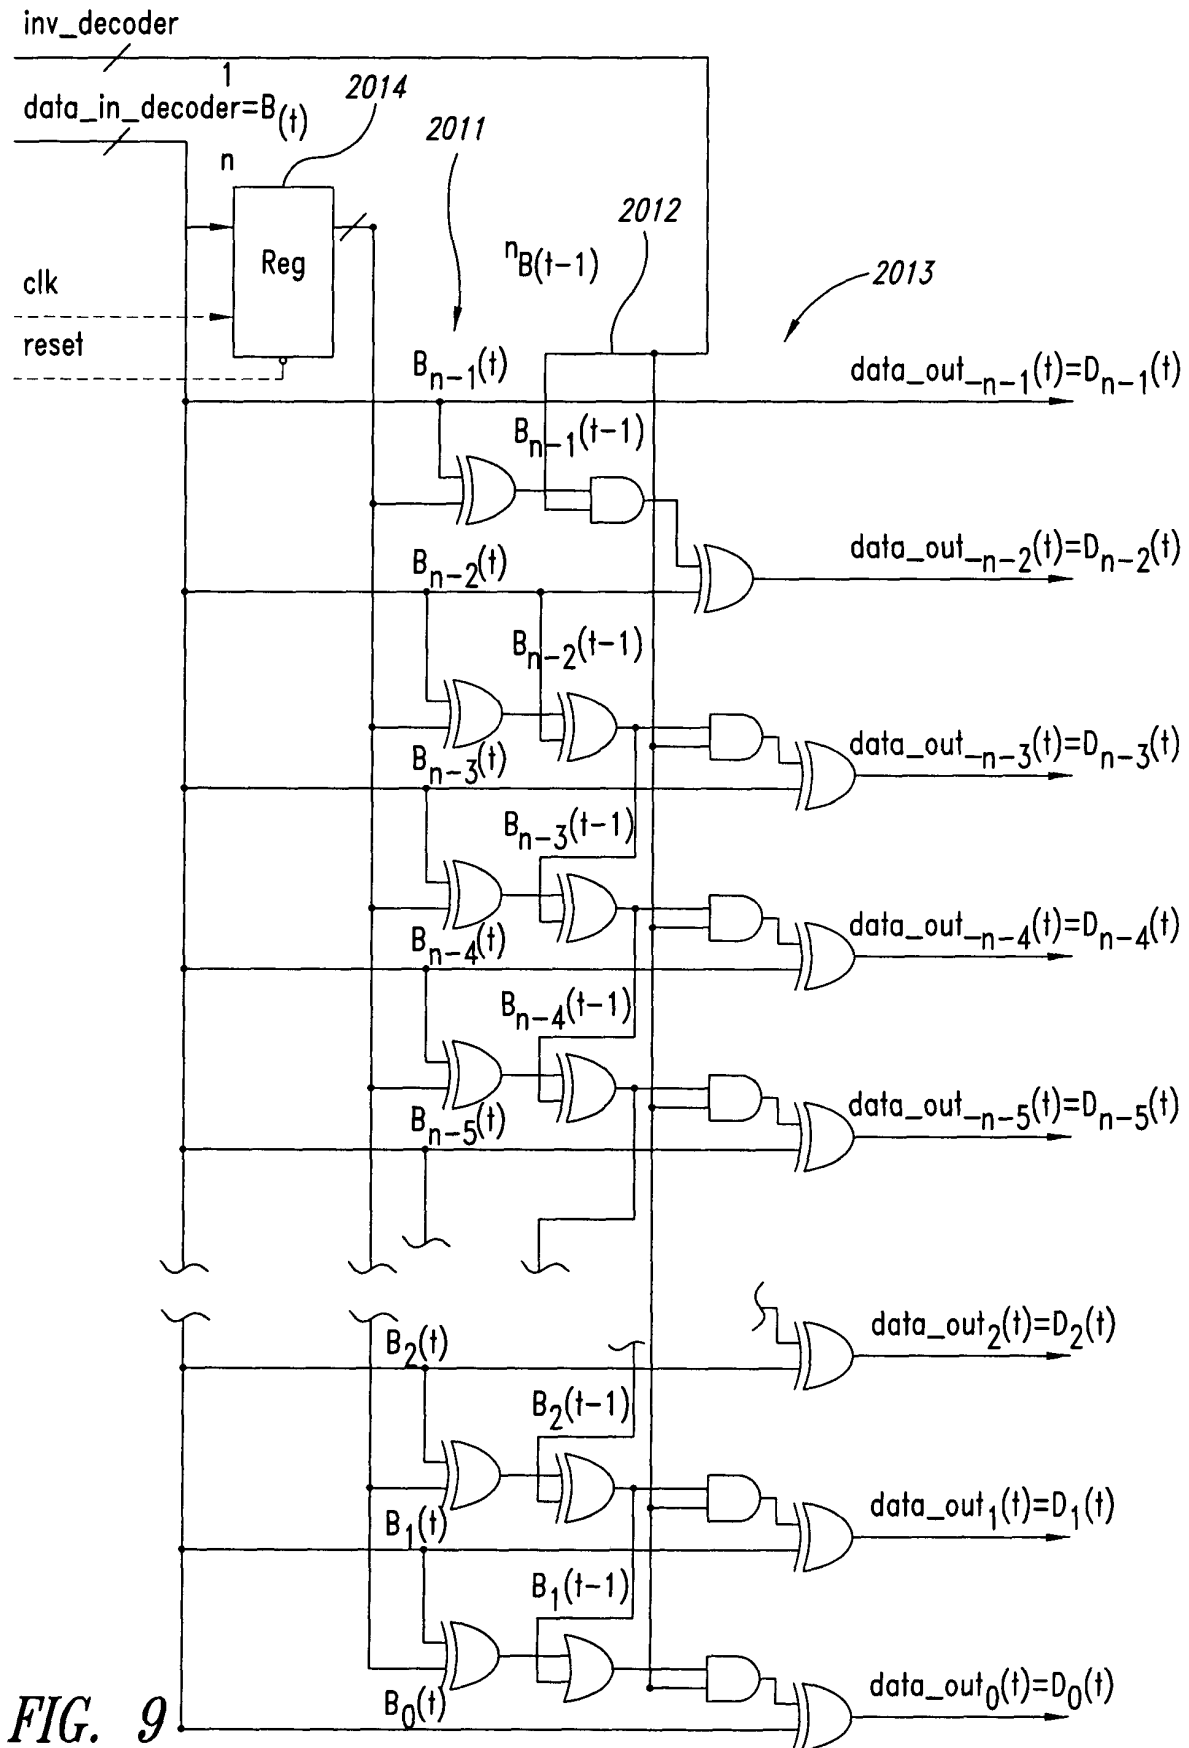 inv_decoder
1
data_in_decoder=B(t)
n
2014
2011
2012
2013
Reg
nB(t-1)
clk
reset
Bn-1(t)
data_out_n-1(t)=Dn-1(t)
Bn-1(t-1)
Bn-2(t)
data_out_n-2(t)=Dn-2(t)
Bn-2(t-1)
Bn-3(t)
data_out_n-3(t)=Dn-3(t)
Bn-3(t-1)
Bn-4(t)
data_out_n-4(t)=Dn-4(t)
Bn-4(t-1)
Bn-5(t)
data_out_n-5(t)=Dn-5(t)
B2(t)
data_out2(t)=D2(t)
B2(t-1)
B1(t)
data_out1(t)=D1(t)
B1(t-1)
B0(t)
data_out0(t)=D0(t)
FIG. 9